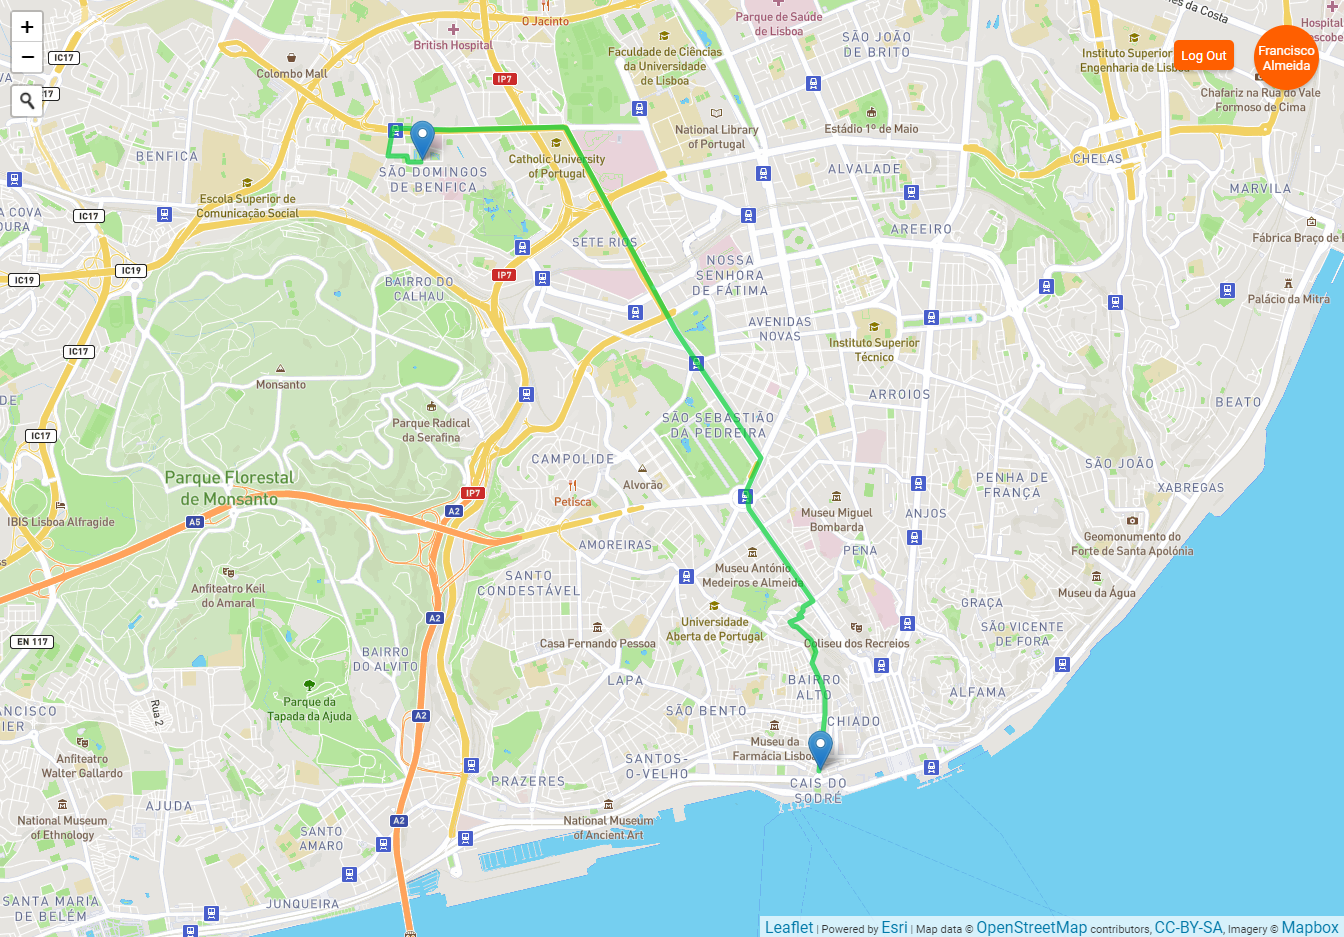 +
−
IC17
17
O Jacinto
British Hospital
Colombo Mall
IP7
Faculdade de Ciências
da Universidade
de Lisboa
Parque de Saúde
de Lisboa
SÃO JOÃO
DE BRITO
Instituto Superior
Engenharia de Lisb
Log Out
Francisco
Almeida
s da Costa
Hospital
Chafariz na Rua do Vale
Formoso de Cima
National Library
of Portugal
Estádio 1º de Maio
BENFICA
SÃO DOMINGOS
DE BENFICA
Catholic University
of Portugal
ALVALADE
CHELAS
MARVILA
Escola Superior de
Comunicação Social
A COVA
OURA
IC17
SETE RIOS
AREEIRO
Fábrica Braço de
IC19
IC19
IP7
BAIRRO DO
CALHAU
NOSSA
SENHORA
DE FÁTIMA
Palácio da Mitra
AVENIDAS
NOVAS
Instituto Superior
Técnico
IC17
Monsanto
Parque Radical
da Serafina
ARROIOS
BEATO
DE
SÃO SEBASTIÃO
DA PEDREIRA
IC17
CAMPOLIDE
SÃO JOÃO
Parque Florestal
de Monsanto
Alvorão
PENHA DE
FRANÇA
XABREGAS
IP7
Petisca
A2
A5
IBIS Lisboa Alfragide
Museu Miguel
Bombarda
ANJOS
AMOREIRAS
PENA
Geomonumento do
Forte de Santa Apolónia
Museu António
Medeiros e Almeida
SANTO
CONDESTÁVEL
Anfiteatro Keil
do Amaral
Museu da Água
GRAÇA
A2
Universidade
Aberta de Portugal
EN 117
Casa Fernando Pessoa
Coliseu dos Recreios
SÃO VICENTE
DE FORA
BAIRRO
DO ALVITO
LAPA
BAIRRO
ALTO
ALFAMA
Parque da
Tapada da Ajuda
Rua 2
A2
SÃO BENTO
CHIADO
ANCISCO
IER
Anfiteatro
Walter Gallardo
Museu da
Farmácia Lisbo
SANTOS-
O-VELHO
PRAZERES
CAIS DO
SODRÉ
AJUDA
National Museum
of Ethnology
SANTO
AMARO
A2
National Museum
of Ancient Art
SANTA MARIA
DE BELÉM
JUNQUEIRA
Leaflet | Powered by Esri | Map data © OpenStreetMap contributors, CC-BY-SA, Imagery © Mapbox